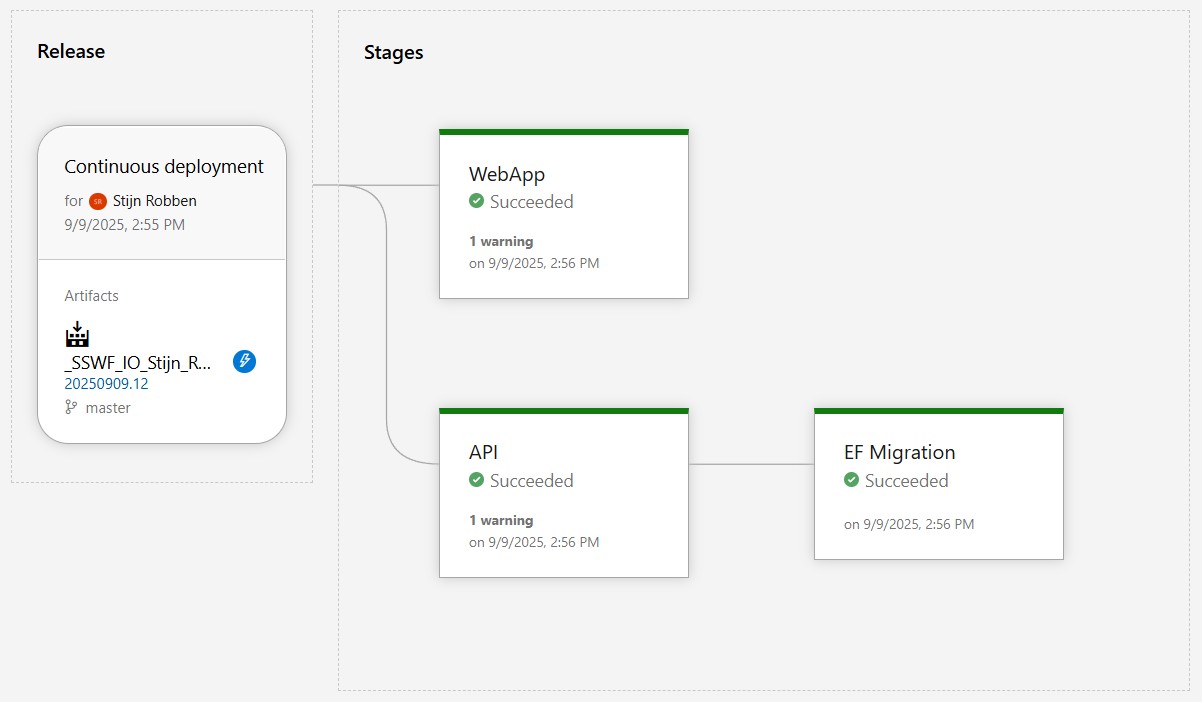 Release
Continuous deployment
for SR Stijn Robben
9/9/2025, 2:55 PM
Artifacts
_SSWF_IO_Stijn_R...
20250909.12
master
Stages
WebApp
Succeeded
1 warning
on 9/9/2025, 2:56 PM
API
Succeeded
1 warning
on 9/9/2025, 2:56 PM
EF Migration
Succeeded
on 9/9/2025, 2:56 PM